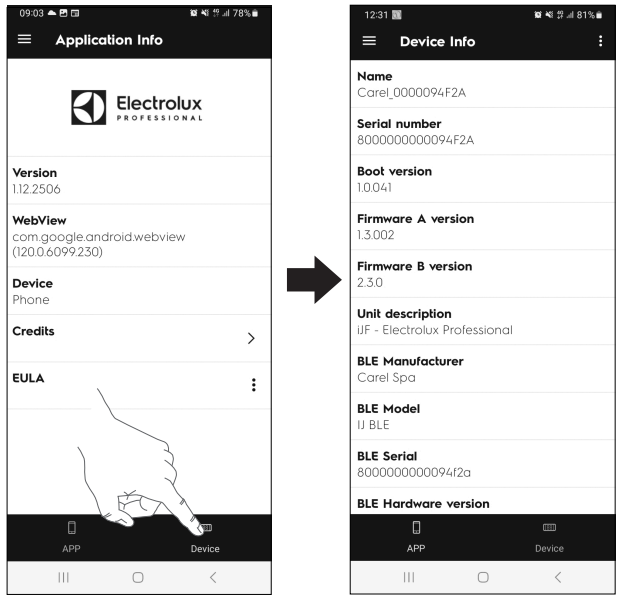 09:03
78%
Application Info
Electrolux
PROFESSIONAL
Version
1.12.2506
WebView
com.google.android.webview
(120.0.6099.230)
Device
Phone
Credits
EULA
APP
Device
12:31
81%
Device Info
Name
Carel_0000094F2A
Serial number
8000000000094F2A
Boot version
1.0.041
Firmware A version
1.3.002
Firmware B version
2.3.0
Unit description
iJF - Electrolux Professional
BLE Manufacturer
Carel Spa
BLE Model
IJ BLE
BLE Serial
8000000000094f2a
BLE Hardware version
APP
Device